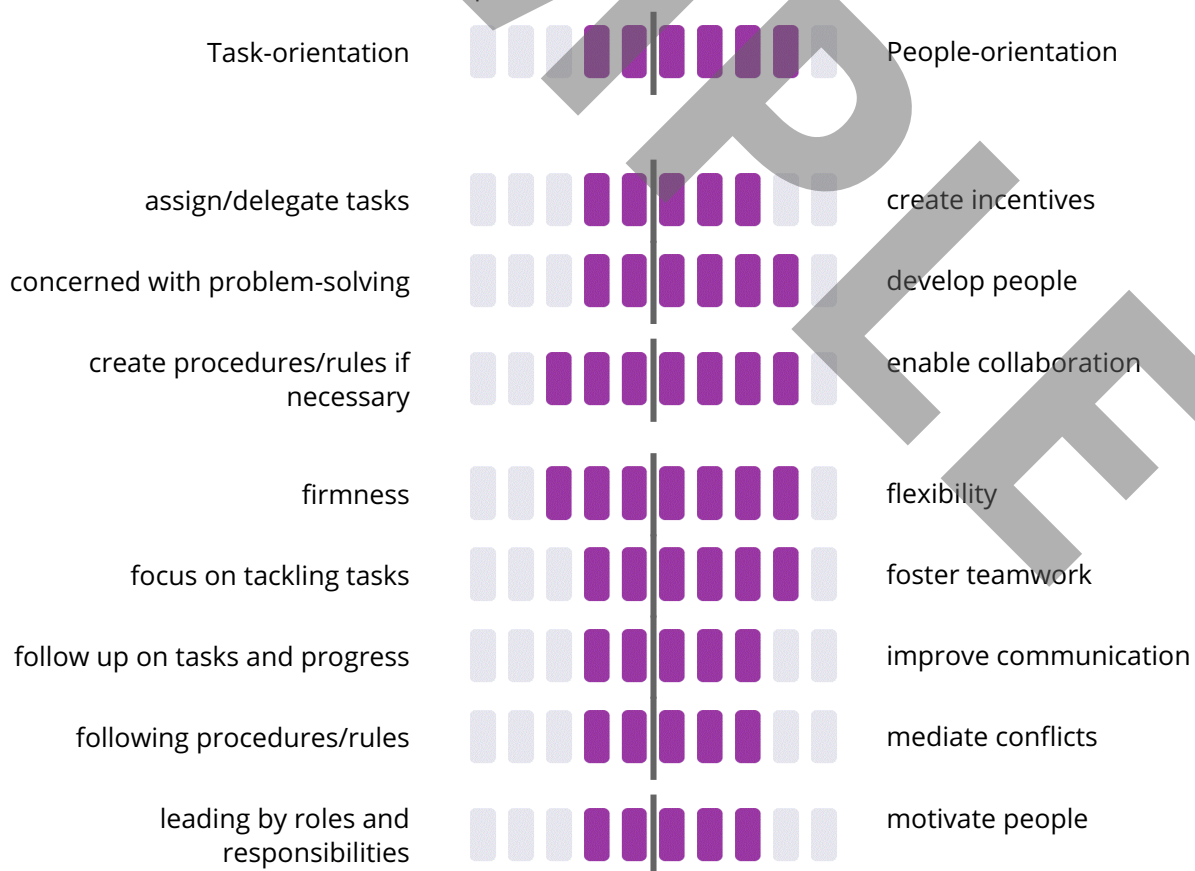 Task-orientation People-orientation
assign/delegate tasks create incentives
concerned with problem-solving develop people
create procedures/rules if enable collaboration
necessary
firmness flexibility
focus on tackling tasks foster teamwork
follow up on tasks and progress improve communication
following procedures/rules mediate conflicts
leading by roles and motivate people
responsibilities
PLE